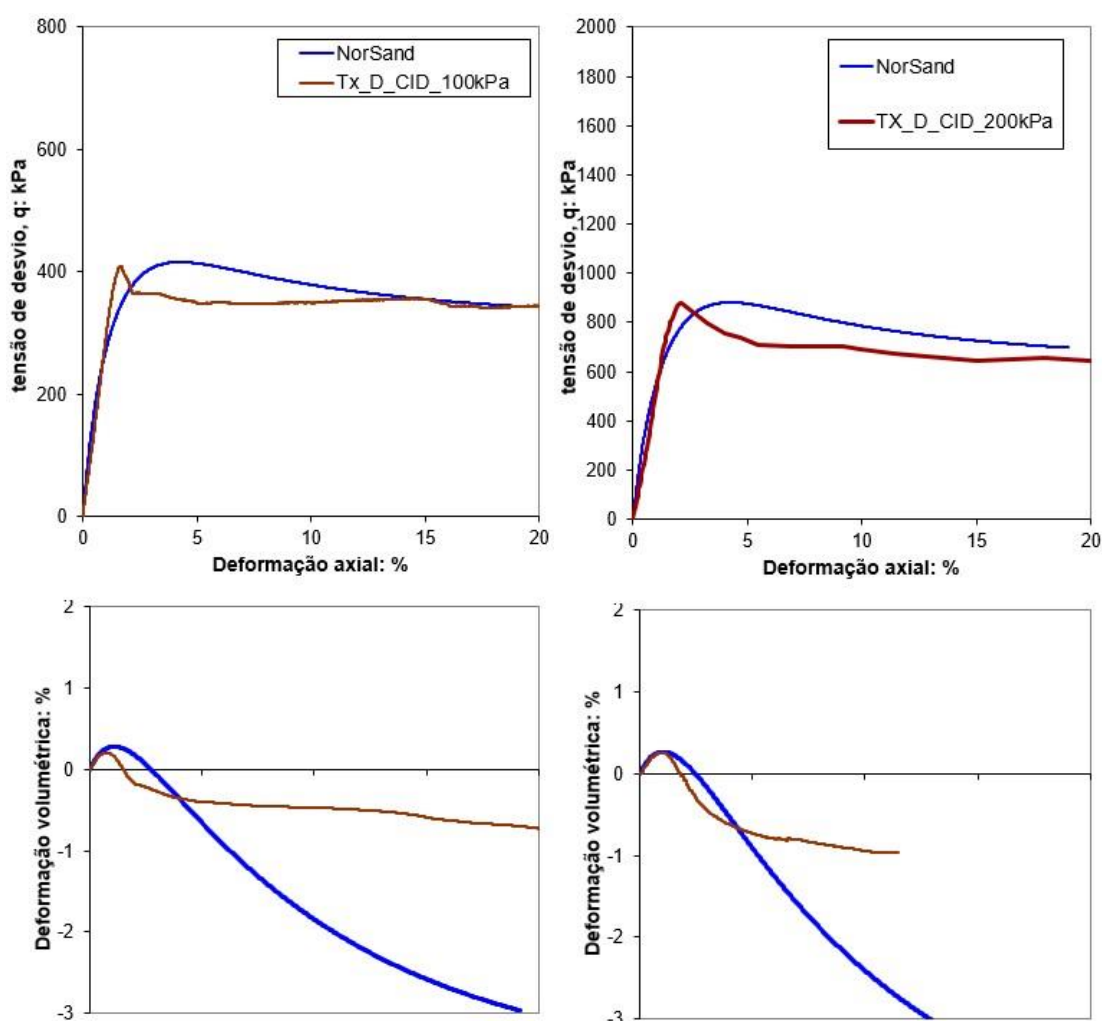 800
600
400
200
0
tensão de desvio, q: kPa
NorSand
Tx_D_CID_100kPa
0 5 10 15 20
Deformação axial: %
2000
1800
1600
1400
1200
1000
800
600
400
200
0
tensão de desvio, q: kPa
NorSand
TX_D_CID_200kPa
0 5 10 15 20
Deformação axial: %
2
1
0
-1
-2
-3
Deformação volumétrica: %
2
1
0
-1
-2
-3
Deformação volumétrica: %